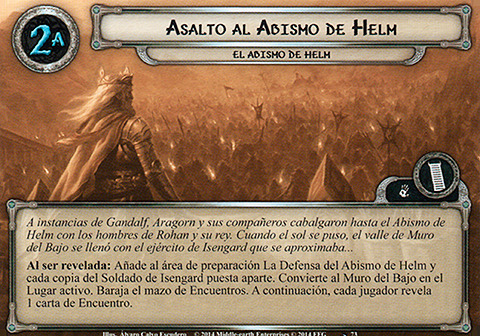 2A
ASALTO AL ABISMO DE HELM
EL ABISMO DE HELM
A instancias de Gandalf, Aragorn y sus compañeros cabalgaron hasta el Abismo de
Helm con los hombres de Rohan y su rey. Cuando el sol se puso, el valle de Muro
del Bajo se llenó con el ejército de Isengard que se aproximaba...
Al ser revelada: Añade al área de preparación La Defensa del Abismo de Helm y
cada copia del Soldado de Isengard puesta aparte. Convierte al Muro del Bajo en el
Lugar activo. Baraja el mazo de Encuentros. A continuación, cada jugador revela
1 carta de Encuentro.
Ilus. Álvaro Calvo Escudero © 2014 Middle-earth Enterprises © 2014 FFG 73